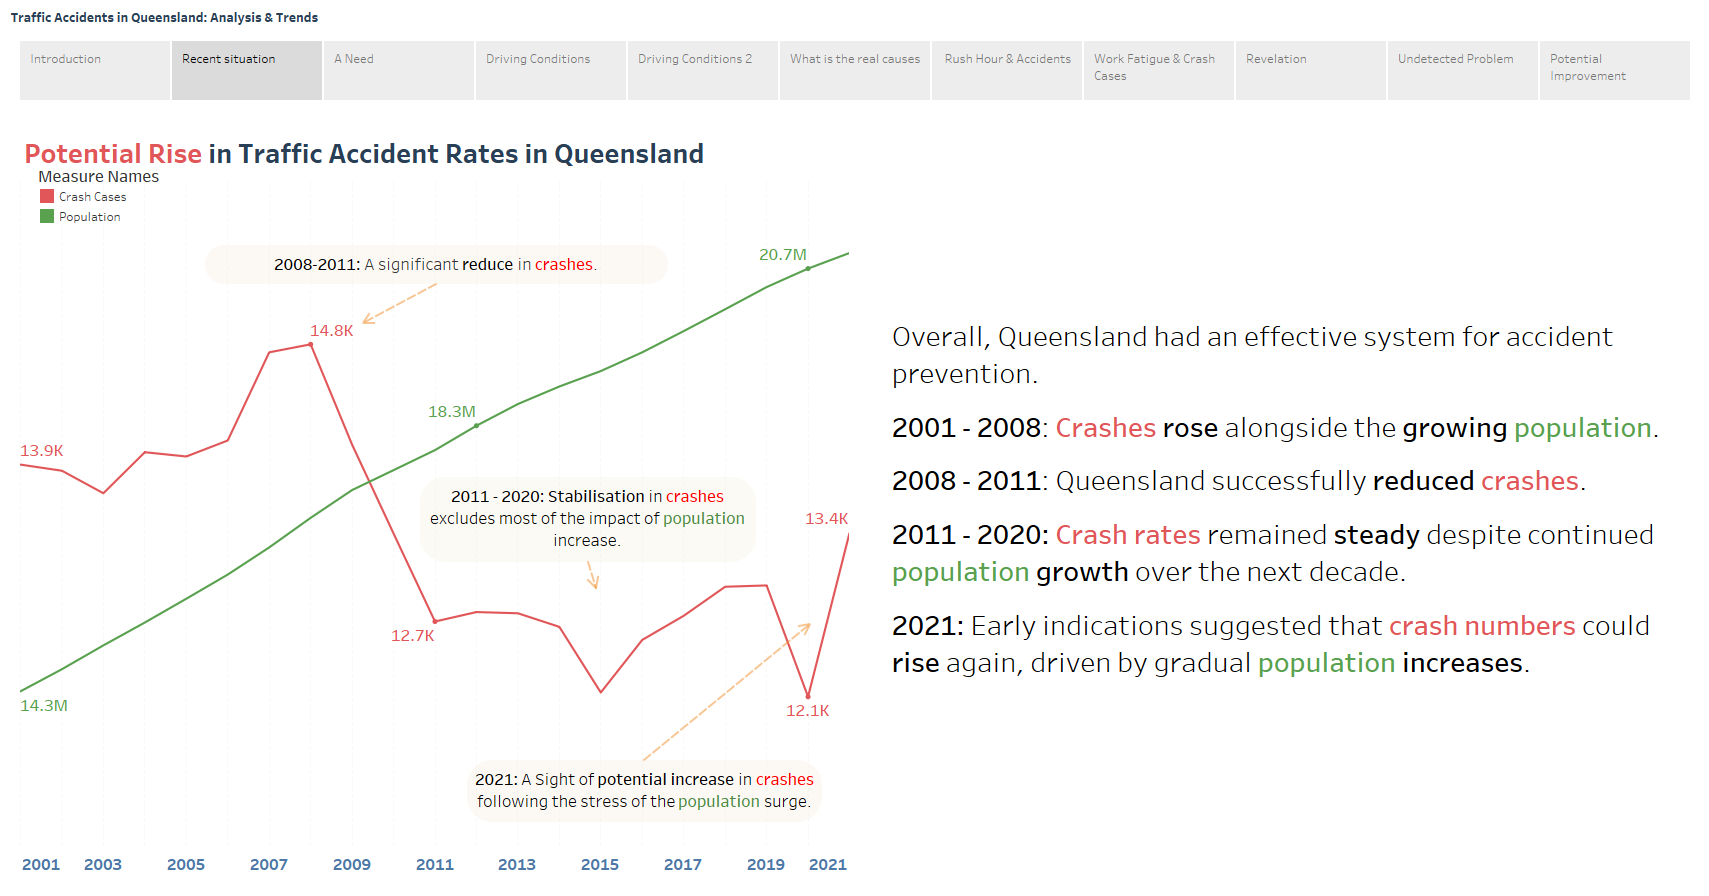 Traffic Accidents in Queensland: Analysis & Trends
Introduction
Recent situation
A Need
Driving Conditions
Driving Conditions 2
What is the real causes
Rush Hour & Accidents
Work Fatigue & Crash
Cases
Revelation
Undetected Problem
Potential
Improvement
Potential Rise in Traffic Accident Rates in Queensland
Measure Names
Crash Cases
Population
2008-2011: A significant reduce in crashes.
20.7M
14.8K
18.3M
13.9K
2011 - 2020: Stabilisation in crashes
excludes most of the impact of population
increase.
13.4K
12.7K
14.3M
12.1K
2021: A Sight of potential increase in crashes
following the stress of the population surge.
2001 2003 2005 2007 2009 2011 2013 2015 2017 2019 2021
Overall, Queensland had an effective system for accident
prevention.
2001 - 2008: Crashes rose alongside the growing population.
2008 - 2011: Queensland successfully reduced crashes.
2011 - 2020: Crash rates remained steady despite continued
population growth over the next decade.
2021: Early indications suggested that crash numbers could
rise again, driven by gradual population increases.